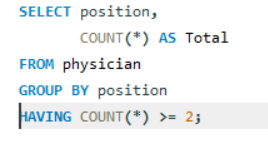 SELECT position,
COUNT(*) AS Total
FROM physician
GROUP BY position
HAVING COUNT(*) >= 2;